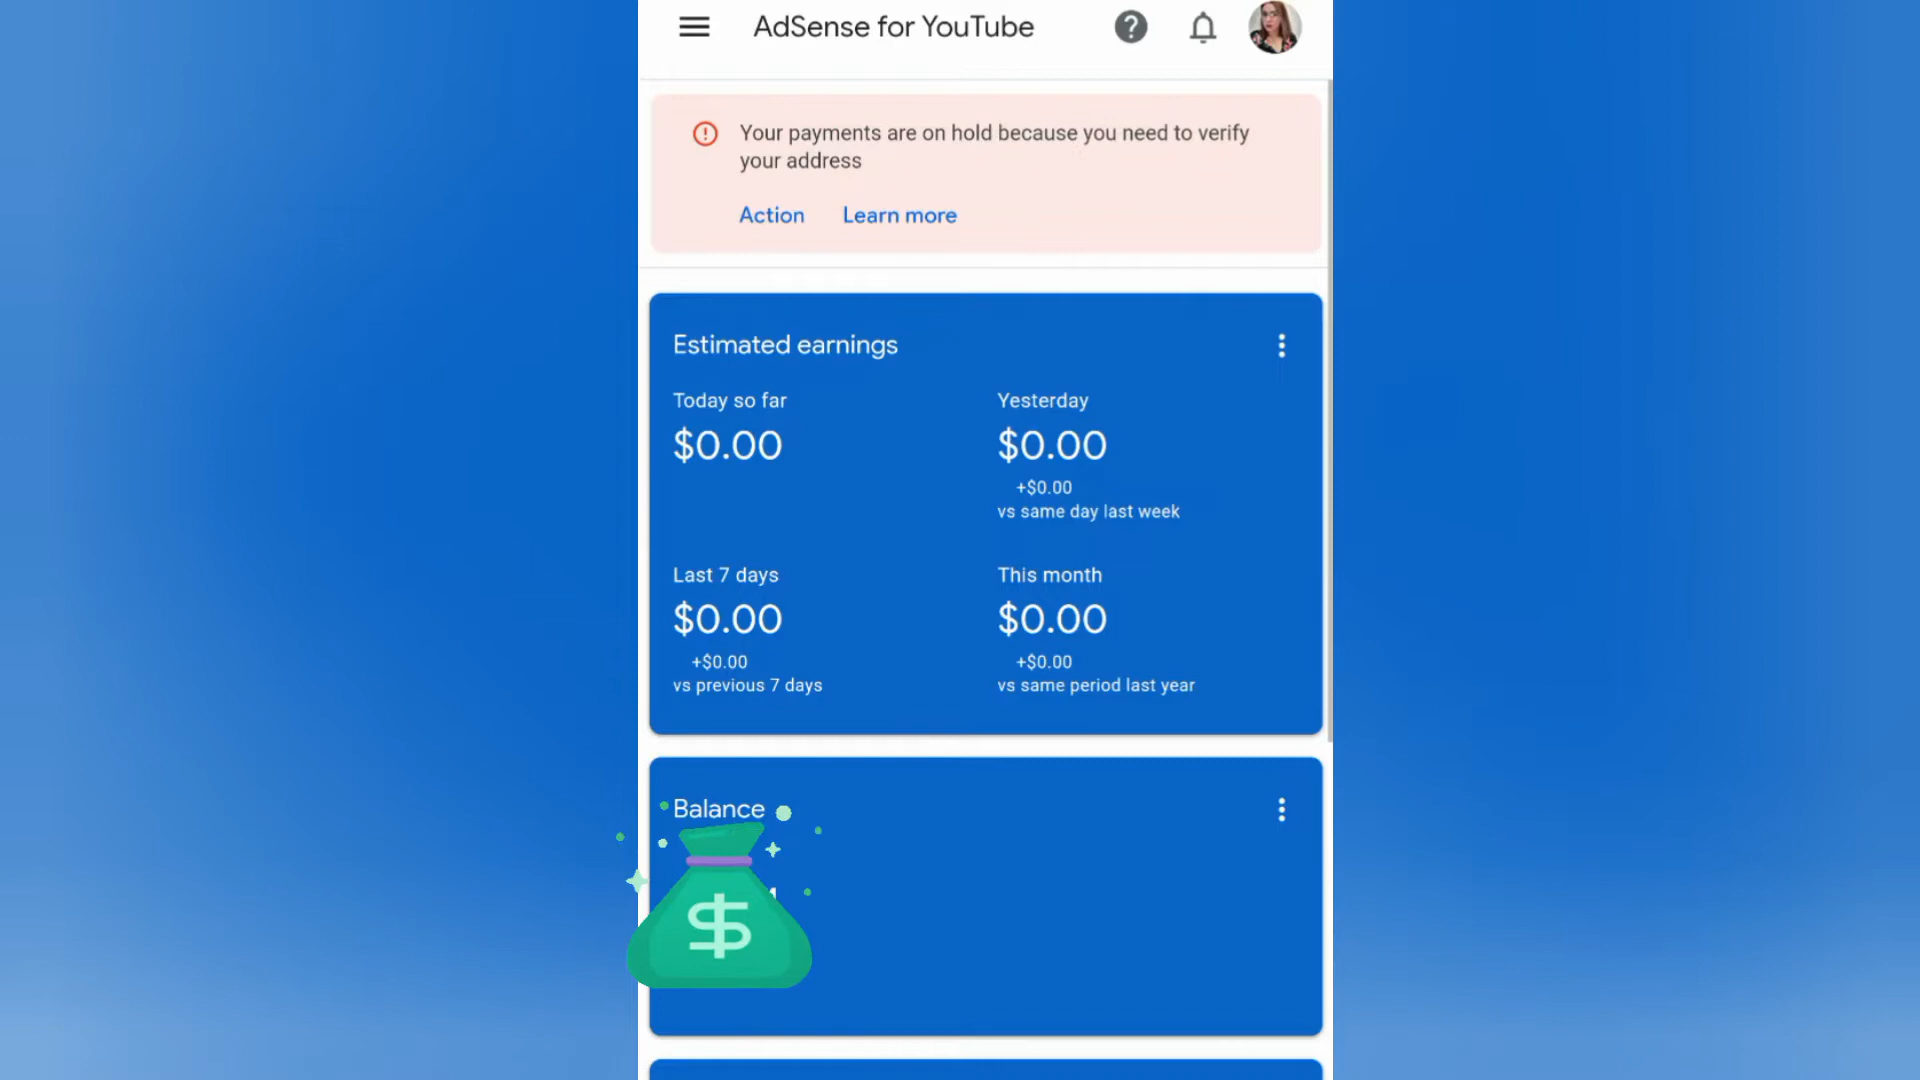 AdSense for YouTube
Your payments are on hold because you need to verify
your address
Action Learn more
Estimated earnings
Today so far
$0.00
Yesterday
$0.00
+$0.00
vs same day last week
Last 7 days
$0.00
+$0.00
vs previous 7 days
This month
$0.00
+$0.00
vs same period last year
Balance
$